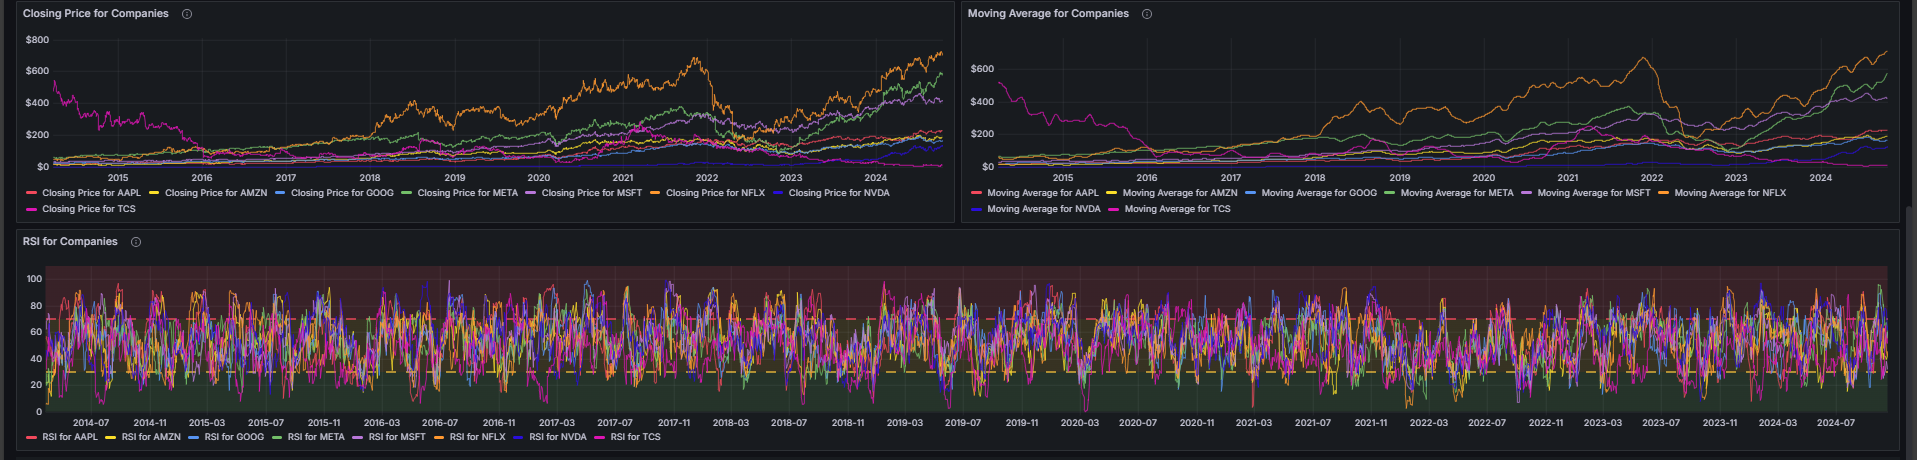 Closing Price for Companies
$800
$600
$400
$200
$0
2015 2016 2017 2018 2019 2020 2021 2022 2023 2024
Closing Price for AAPL Closing Price for AMZN Closing Price for GOOG Closing Price for META Closing Price for MSFT Closing Price for NFLX Closing Price for NVDA
Closing Price for TCS
Moving Average for Companies
$600
$400
$200
$0
2015 2016 2017 2018 2019 2020 2021 2022 2023 2024
Moving Average for AAPL Moving Average for AMZN Moving Average for GOOG Moving Average for META Moving Average for MSFT Moving Average for NFLX
Moving Average for NVDA Moving Average for TCS
RSI for Companies
100
80
60
40
20
0
2014-07 2014-11 2015-03 2015-07 2015-11 2016-03 2016-07 2016-11 2017-03 2017-07 2017-11 2018-03 2018-07 2018-11 2019-03 2019-07 2019-11 2020-03 2020-07 2020-11 2021-03 2021-07 2021-11 2022-03 2022-07 2022-11 2023-03 2023-07 2023-11 2024-03 2024-07
RSI for AAPL RSI for AMZN RSI for GOOG RSI for META RSI for MSFT RSI for NFLX RSI for NVDA RSI for TCS